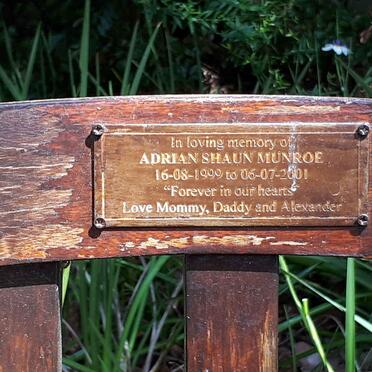 In loving memory of
ADRIAN SHAUN MUNROE
16-08-1999 to 06-07-2001
"Forever in our hearts"
Love Mommy, Daddy and Alexander